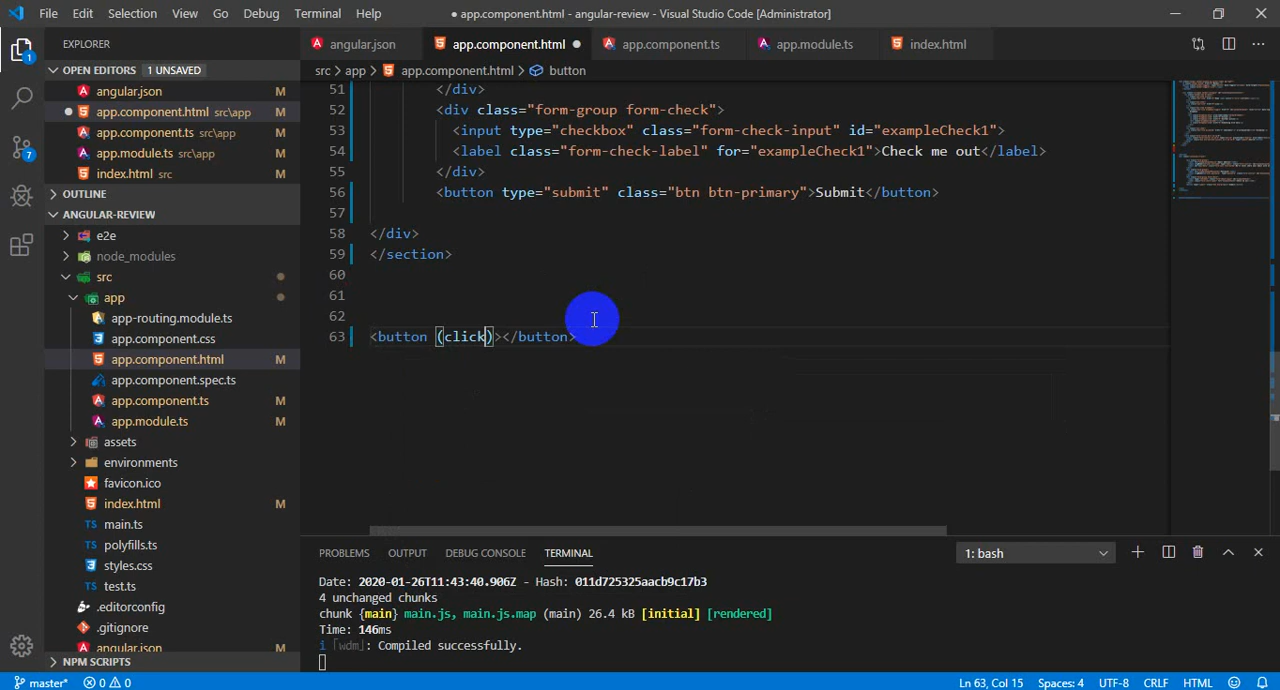 File Edit Selection View Go Debug Terminal Help
● app.component.html - angular-review - Visual Studio Code [Administrator]
EXPLORER
OPEN EDITORS 1 UNSAVED
angular.json M
app.component.html src\app M
app.component.ts src\app M
app.module.ts src\app M
index.html src M
OUTLINE
ANGULAR-REVIEW
e2e
node_modules
src
app
app-routing.module.ts
app.component.css
app.component.html M
app.component.spec.ts
app.component.ts M
app.module.ts M
assets
environments
favicon.ico
index.html M
TS main.ts
TS polyfills.ts
styles.css
TS test.ts
.editorconfig
.gitignore
angular.json M
NPM SCRIPTS
1
7
angular.json app.component.html ● app.component.ts app.module.ts index.html
src > app > app.component.html > button
51 </div>
52 <div class="form-group form-check">
53 <input type="checkbox" class="form-check-input" id="exampleCheck1">
54 <label class="form-check-label" for="exampleCheck1">Check me out</label>
55 </div>
56 <button type="submit" class="btn btn-primary">Submit</button>
57
58 </div>
59 </section>
60
61
62
63 <button (click)></button>
PROBLEMS OUTPUT DEBUG CONSOLE TERMINAL 1: bash
Date: 2020-01-26T11:43:40.906Z - Hash: 011d725325aacb9c17b3
4 unchanged chunks
chunk {main} main.js, main.js.map (main) 26.4 kB [initial] [rendered]
Time: 146ms
i ｢wdm｣: Compiled successfully.
master* 0 0 Ln 63, Col 15 Spaces: 4 UTF-8 CRLF HTML